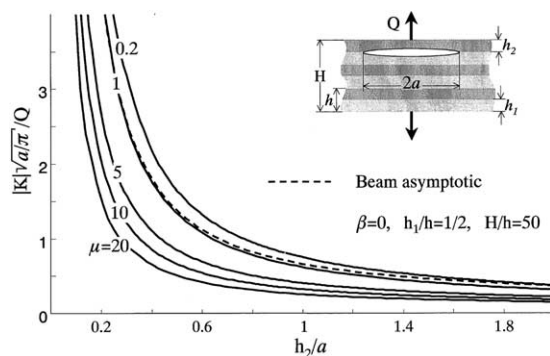 |K|√a/π/Q
3
2
1
0
0.2
1
5
10
μ=20
0.2
0.6
1
1.4
1.8
h₂/a
Q
H
h
2a
h₂
h₁
Beam asymptotic
β=0, h₁/h=1/2, H/h=50